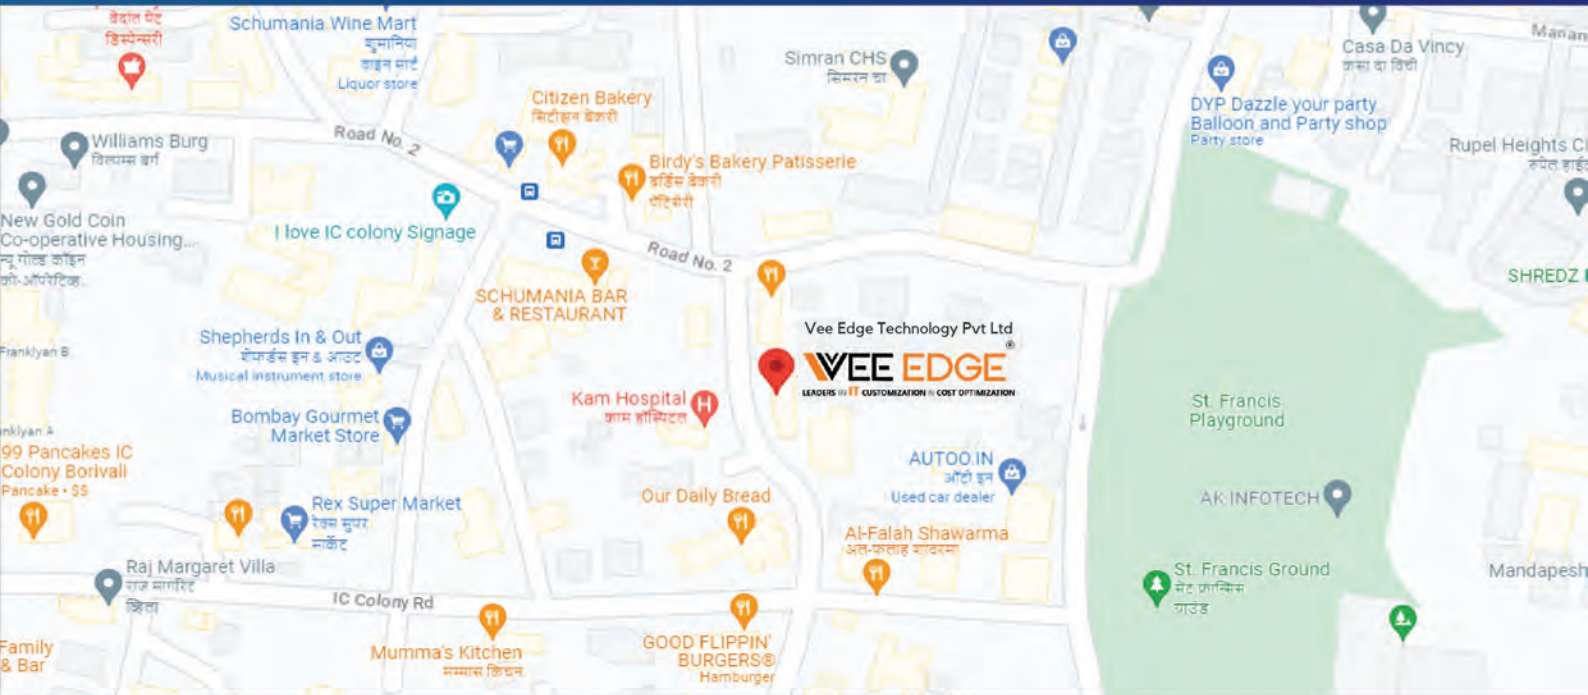 वेदांत पेट
डिस्पेन्सरी
Schumania Wine Mart
शुमानिया
वाइन मार्ट
Liquor store
Simran CHS
सिमरन चा
Casa Da Vincy
कासा दा विंची
Manan
DYP Dazzle your party
Balloon and Party shop
Party store
Citizen Bakery
सिटीझन बेकरी
Road No. 2
Williams Burg
विल्यम्स बर्ग
Birdy's Bakery Patisserie
बर्डिस बेकरी
पॅटिसेरी
Rupel Heights C
New Gold Coin
Co-operative Housing...
न्यू गोल्ड कॉइन
को-ऑपरेटिव्ह..
I love IC colony Signage
Road No. 2
SHREDZ
SCHUMANIA BAR
& RESTAURANT
Shepherds In & Out
शेफर्डस इन & आउट
Musical instrument store
Franklyan B
Vee Edge Technology Pvt Ltd
®
VEE EDGE
LEADERS IN IT CUSTOMIZATION IN COST OPTIMIZATION
Kam Hospital
काम हॉस्पिटल
St. Francis
Playground
Bombay Gourmet
Market Store
nklyan A
99 Pancakes IC
Colony Borivali
Pancake • $$
AUTOO.IN
ऑटो इन
Used car dealer
AK INFOTECH
Our Daily Bread
Rex Super Market
रेक्स सुपर
मार्केट
Al-Falah Shawarma
अल-फलाह शावरमा
Raj Margaret Villa
राज मार्गारेट
व्हिला
St. Francis Ground
सेंट फ्रान्सिस
ग्राउंड
Mandapesh
IC Colony Rd
Family
& Bar
Mumma's Kitchen
मम्मास किचन
GOOD FLIPPIN'
BURGERS®
Hamburger